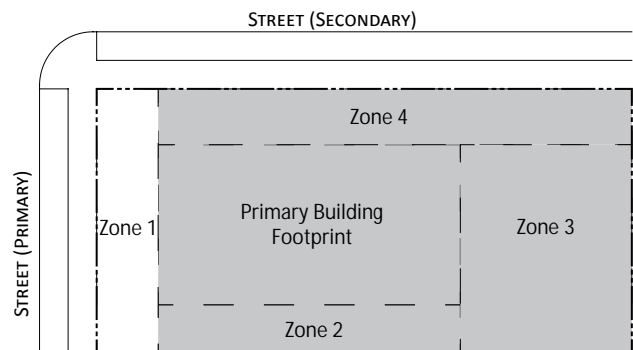 STREET (SECONDARY)
Zone 4
STREET (PRIMARY)
Zone 1
Primary Building
Footprint
Zone 3
Zone 2